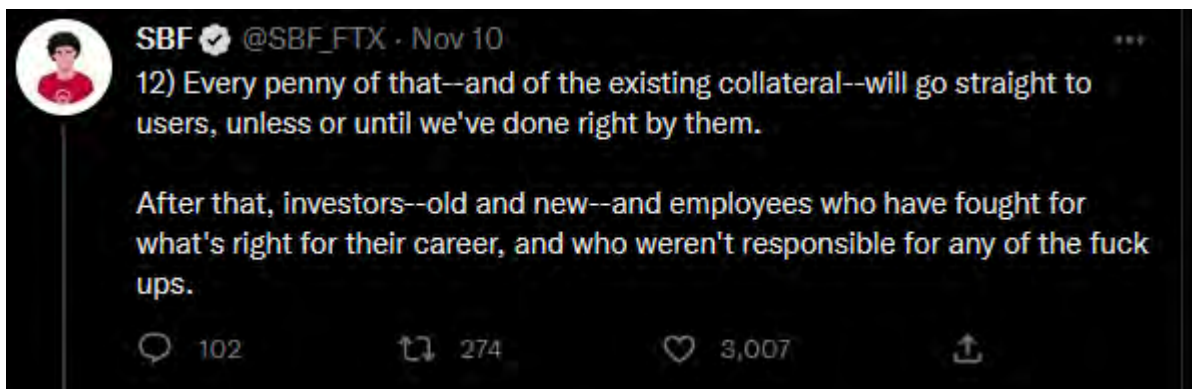 SBF @SBF_FTX · Nov 10
12) Every penny of that--and of the existing collateral--will go straight to
users, unless or until we've done right by them.
After that, investors--old and new--and employees who have fought for
what's right for their career, and who weren't responsible for any of the fuck
ups.
102 274 3,007